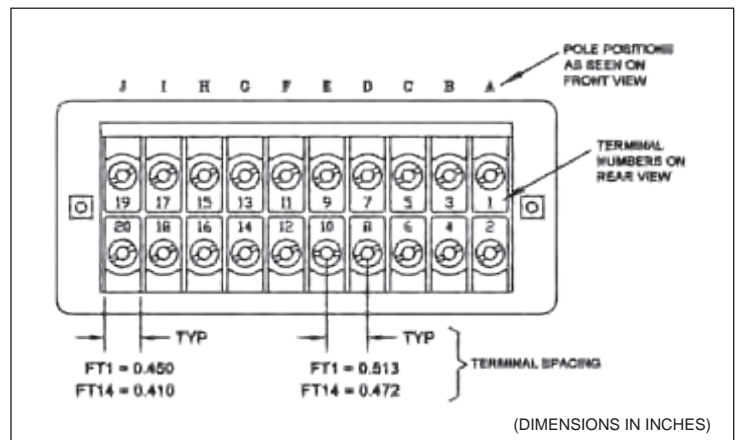 POLE POSITIONS
AS SEEN ON
FRONT VIEW
J I H G F E D C B A
TERMINAL
NUMBERS ON
REAR VIEW
19 17 15 13 11 9 7 5 3 1
20 18 16 14 12 10 8 6 4 2
TYP TYP
FT1 = 0.450 FT1 = 0.513
TERMINAL SPACING
FT14 = 0.410 FT14 = 0.472
(DIMENSIONS IN INCHES)